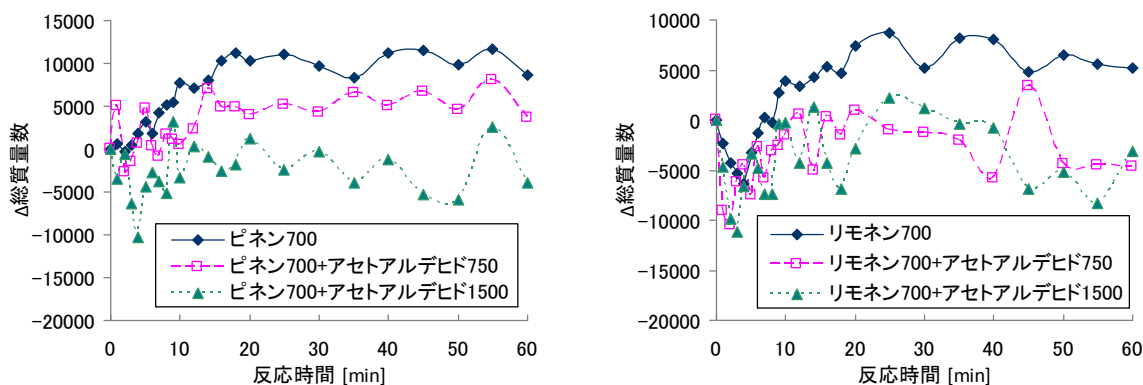 Δ総質量数
15000
10000
5000
0
−5000
−10000
−15000
−20000
ピネン700
ピネン700+アセトアルデヒド750
ピネン700+アセトアルデヒド1500
0 10 20 30 40 50 60
反応時間 [min]
Δ総質量数
10000
5000
0
−5000
−10000
−15000
−20000
リモネン700
リモネン700+アセトアルデヒド750
リモネン700+アセトアルデヒド1500
0 10 20 30 40 50 60
反応時間 [min]